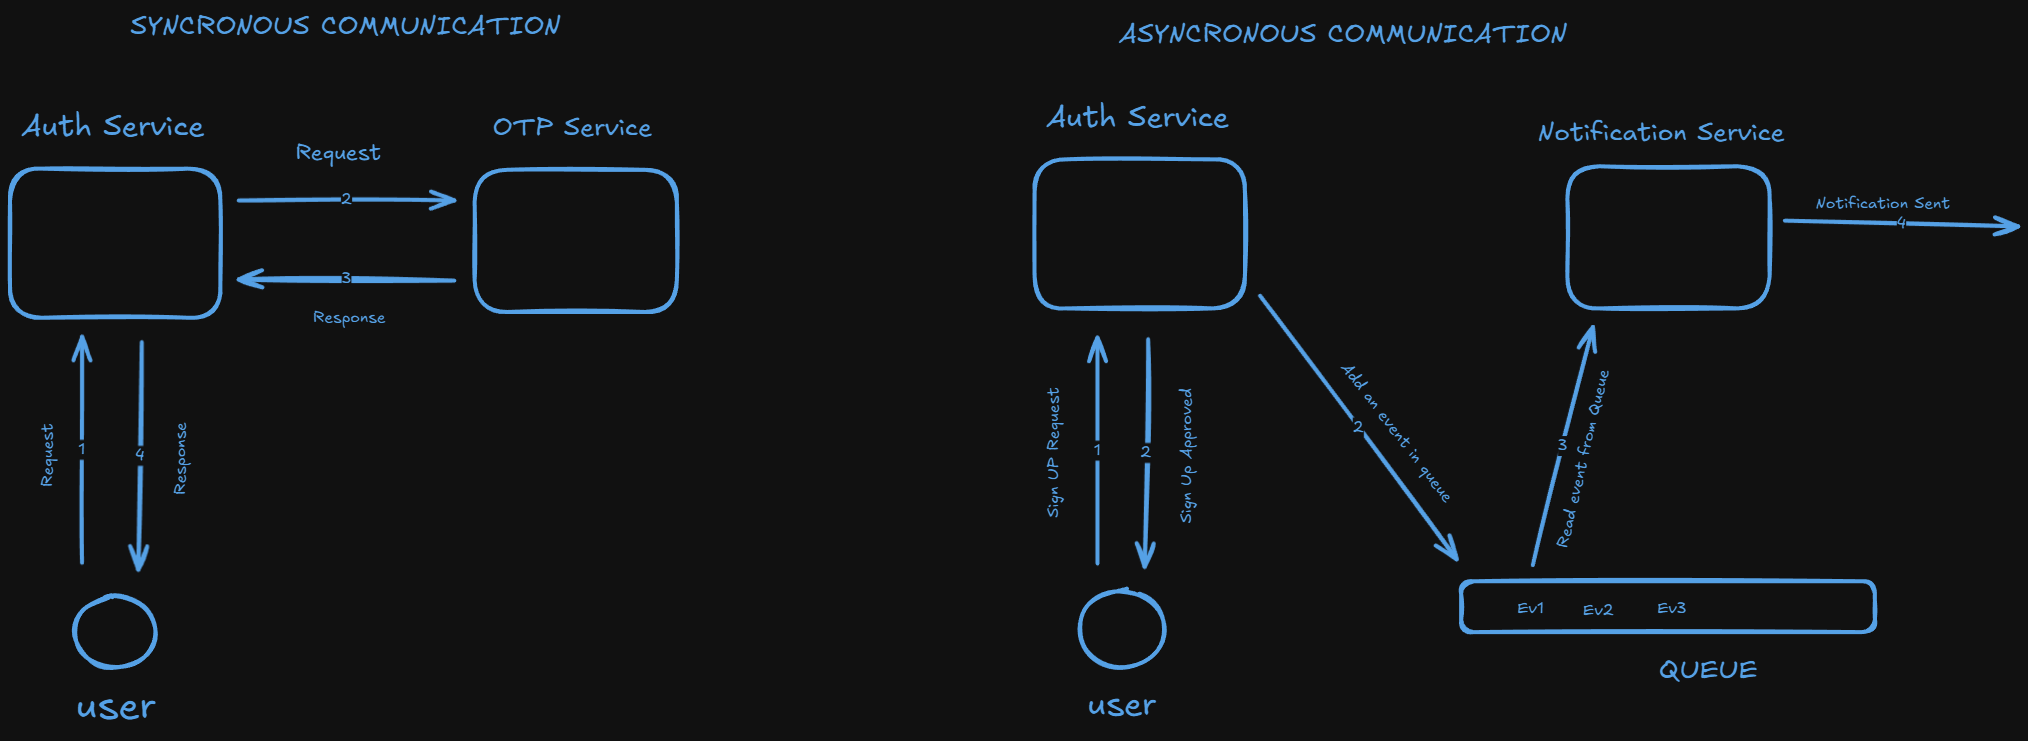 SYNCRONOUS COMMUNICATION
Auth Service
OTP Service
Request
2
3
Response
Request
1
4
Response
user
ASYNCRONOUS COMMUNICATION
Auth Service
Notification Service
Notification Sent
4
Sign UP Request
1
2
Sign Up Approved
Add an event in queue
2
3
Read event from Queue
Ev1 Ev2 Ev3
QUEUE
user